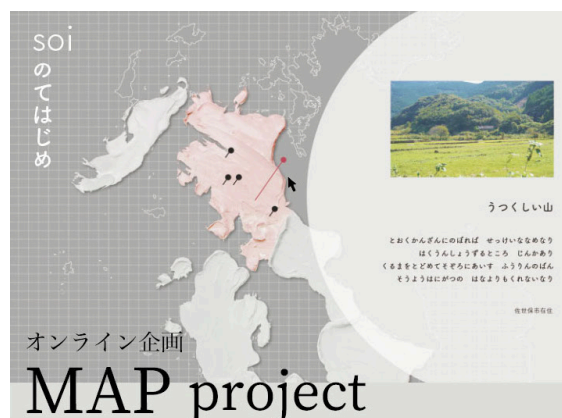 soi
のてはじめ
うつくしい山
とおくかんざんにのぼれば　せっけいななめなり
はくうんしょうずるところ　じんかあり
くるまをとどめてそぞろにあいす　ふうりんのばん
そうようはにがつの　はなよりもくれないなり
佐世保市在住
オンライン企画
MAP project